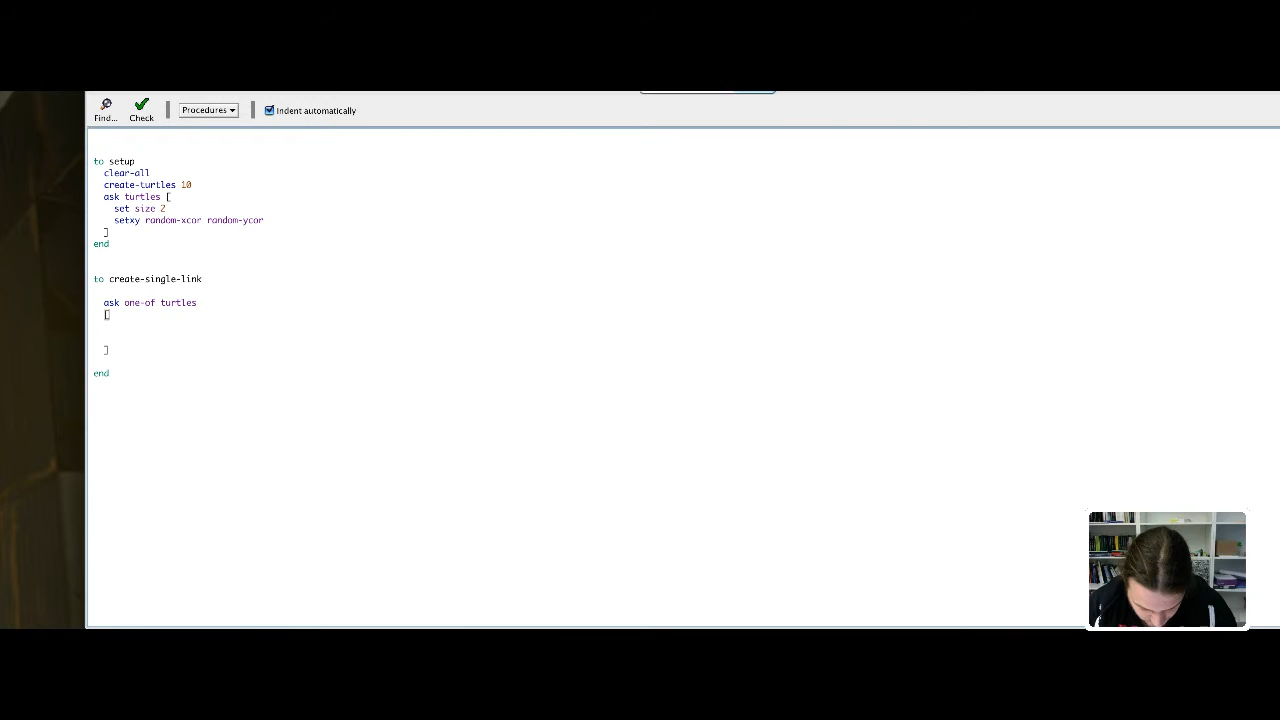 Find... Check Procedures Indent automatically
to setup
clear-all
create-turtles 10
ask turtles [
set size 2
setxy random-xcor random-ycor
]
end
to create-single-link
ask one-of turtles
[
]
end